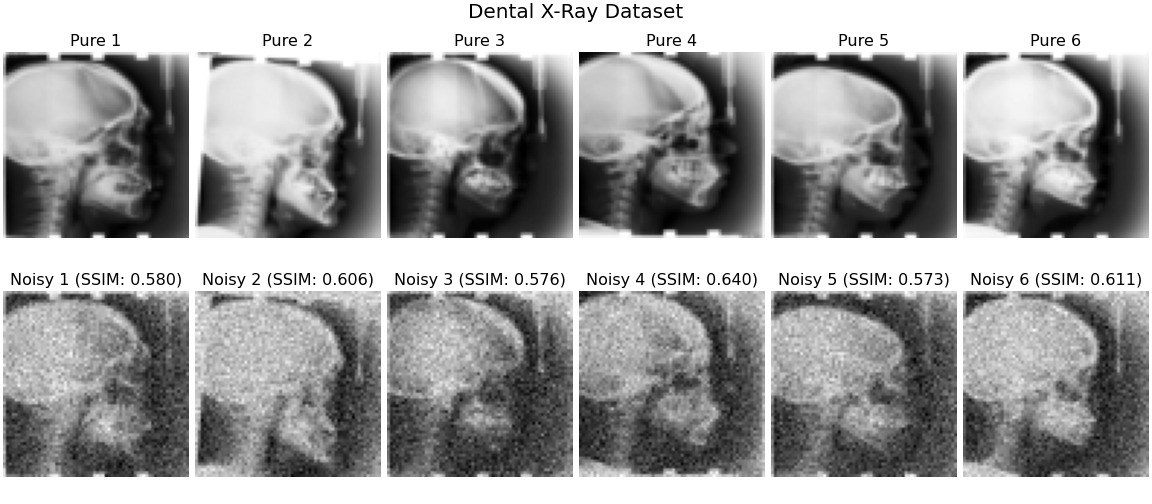 Dental X-Ray Dataset
Pure 1 Pure 2 Pure 3 Pure 4 Pure 5 Pure 6
Noisy 1 (SSIM: 0.580) Noisy 2 (SSIM: 0.606) Noisy 3 (SSIM: 0.576) Noisy 4 (SSIM: 0.640) Noisy 5 (SSIM: 0.573) Noisy 6 (SSIM: 0.611)